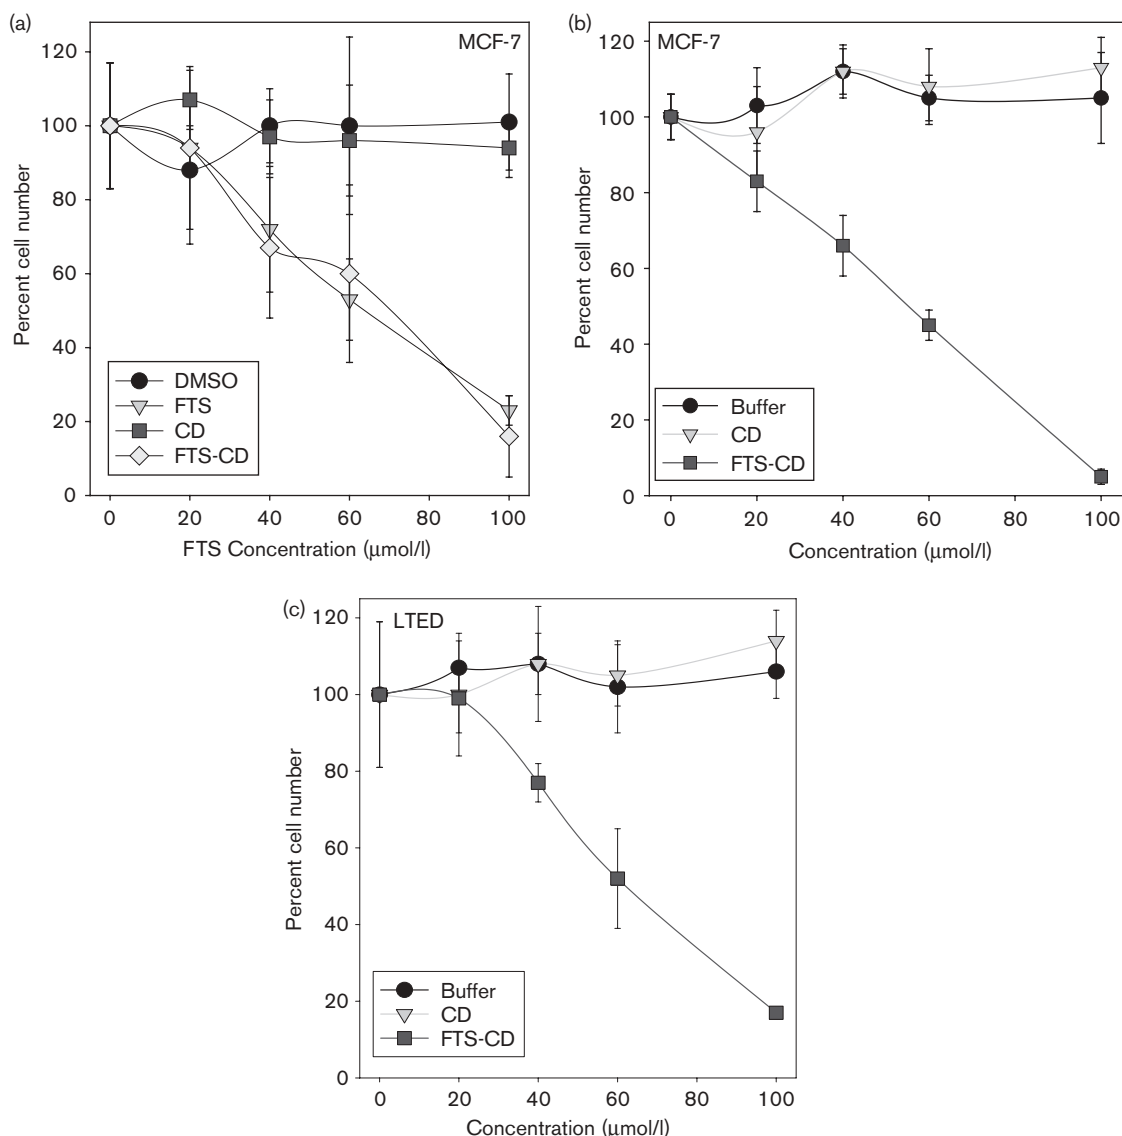 (a)
MCF-7
120
100
80
60
40
20
0
Percent cell number
DMSO
FTS
CD
FTS-CD
0 20 40 60 80 100
FTS Concentration (μmol/l)
(b)
MCF-7
120
100
80
60
40
20
0
Percent cell number
Buffer
CD
FTS-CD
0 20 40 60 80 100
Concentration (μmol/l)
(c)
LTED
120
100
80
60
40
20
0
Percent cell number
Buffer
CD
FTS-CD
0 20 40 60 80 100
Concentration (μmol/l)